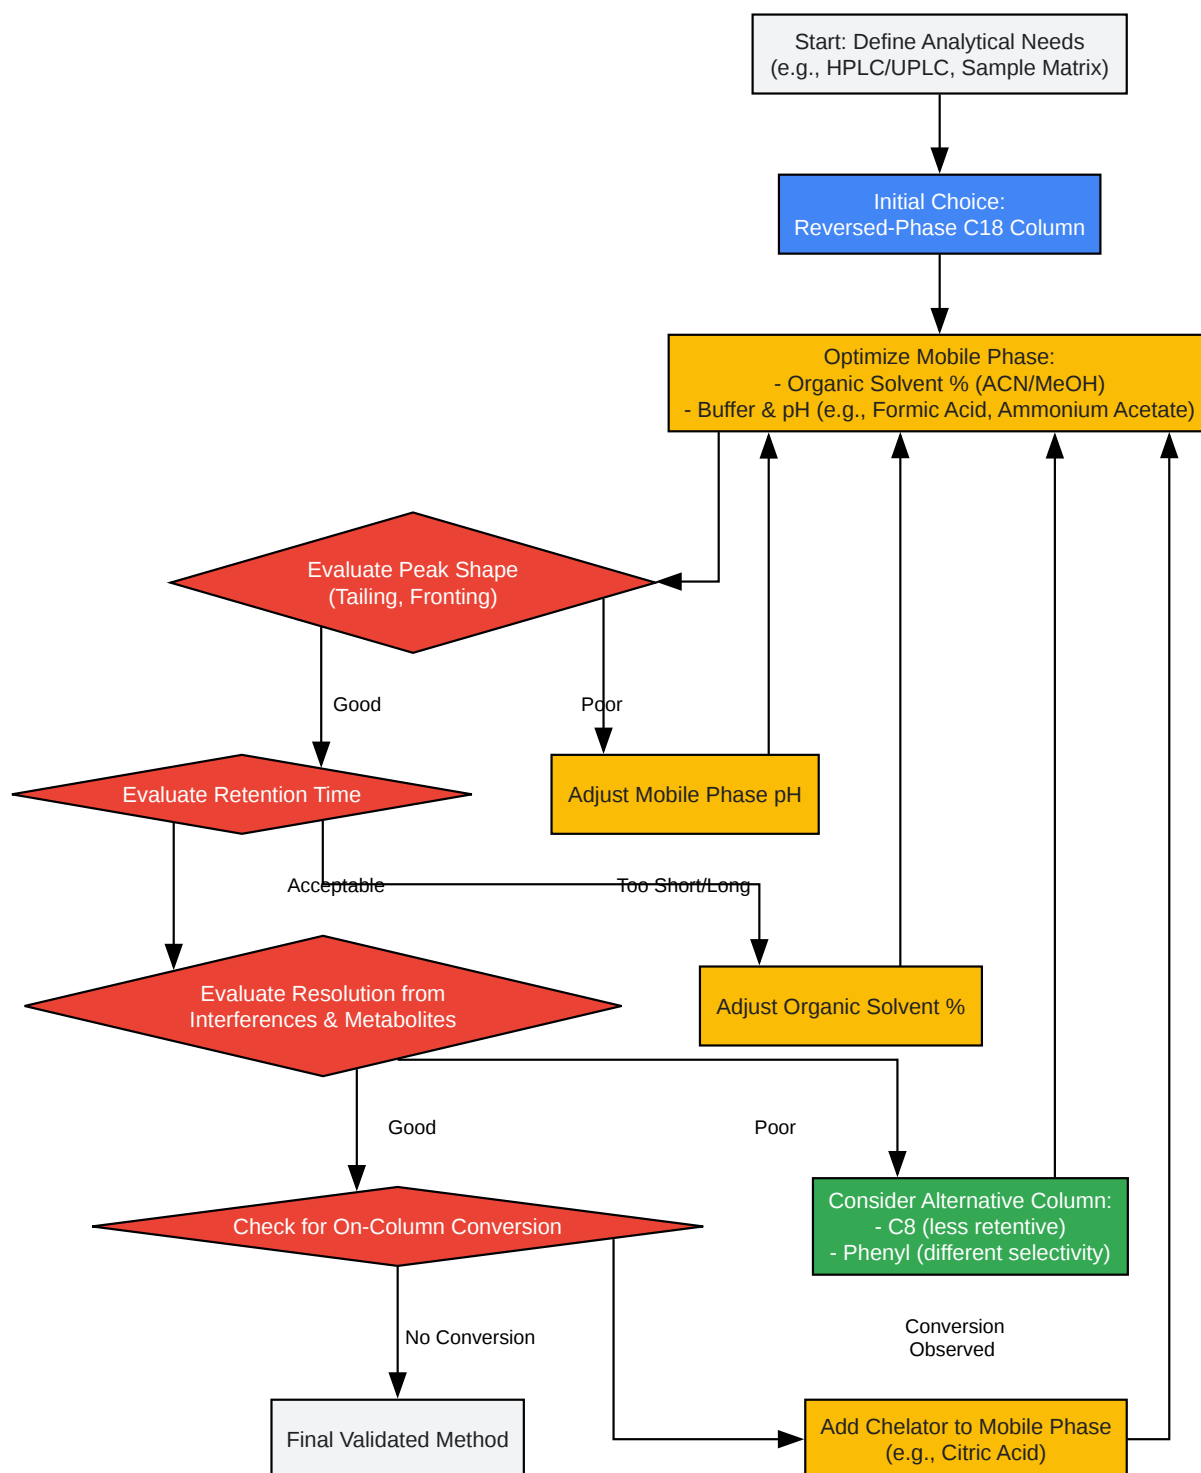 Start: Define Analytical Needs
(e.g., HPLC/UPLC, Sample Matrix)
Initial Choice:
Reversed-Phase C18 Column
Optimize Mobile Phase:
- Organic Solvent % (ACN/MeOH)
- Buffer & pH (e.g., Formic Acid, Ammonium Acetate)
Evaluate Peak Shape
(Tailing, Fronting)
Good
Poor
Evaluate Retention Time
Adjust Mobile Phase pH
Acceptable
Too Short/Long
Evaluate Resolution from
Interferences & Metabolites
Adjust Organic Solvent %
Good
Poor
Check for On-Column Conversion
Consider Alternative Column:
- C8 (less retentive)
- Phenyl (different selectivity)
No Conversion
Conversion
Observed
Final Validated Method
Add Chelator to Mobile Phase
(e.g., Citric Acid)